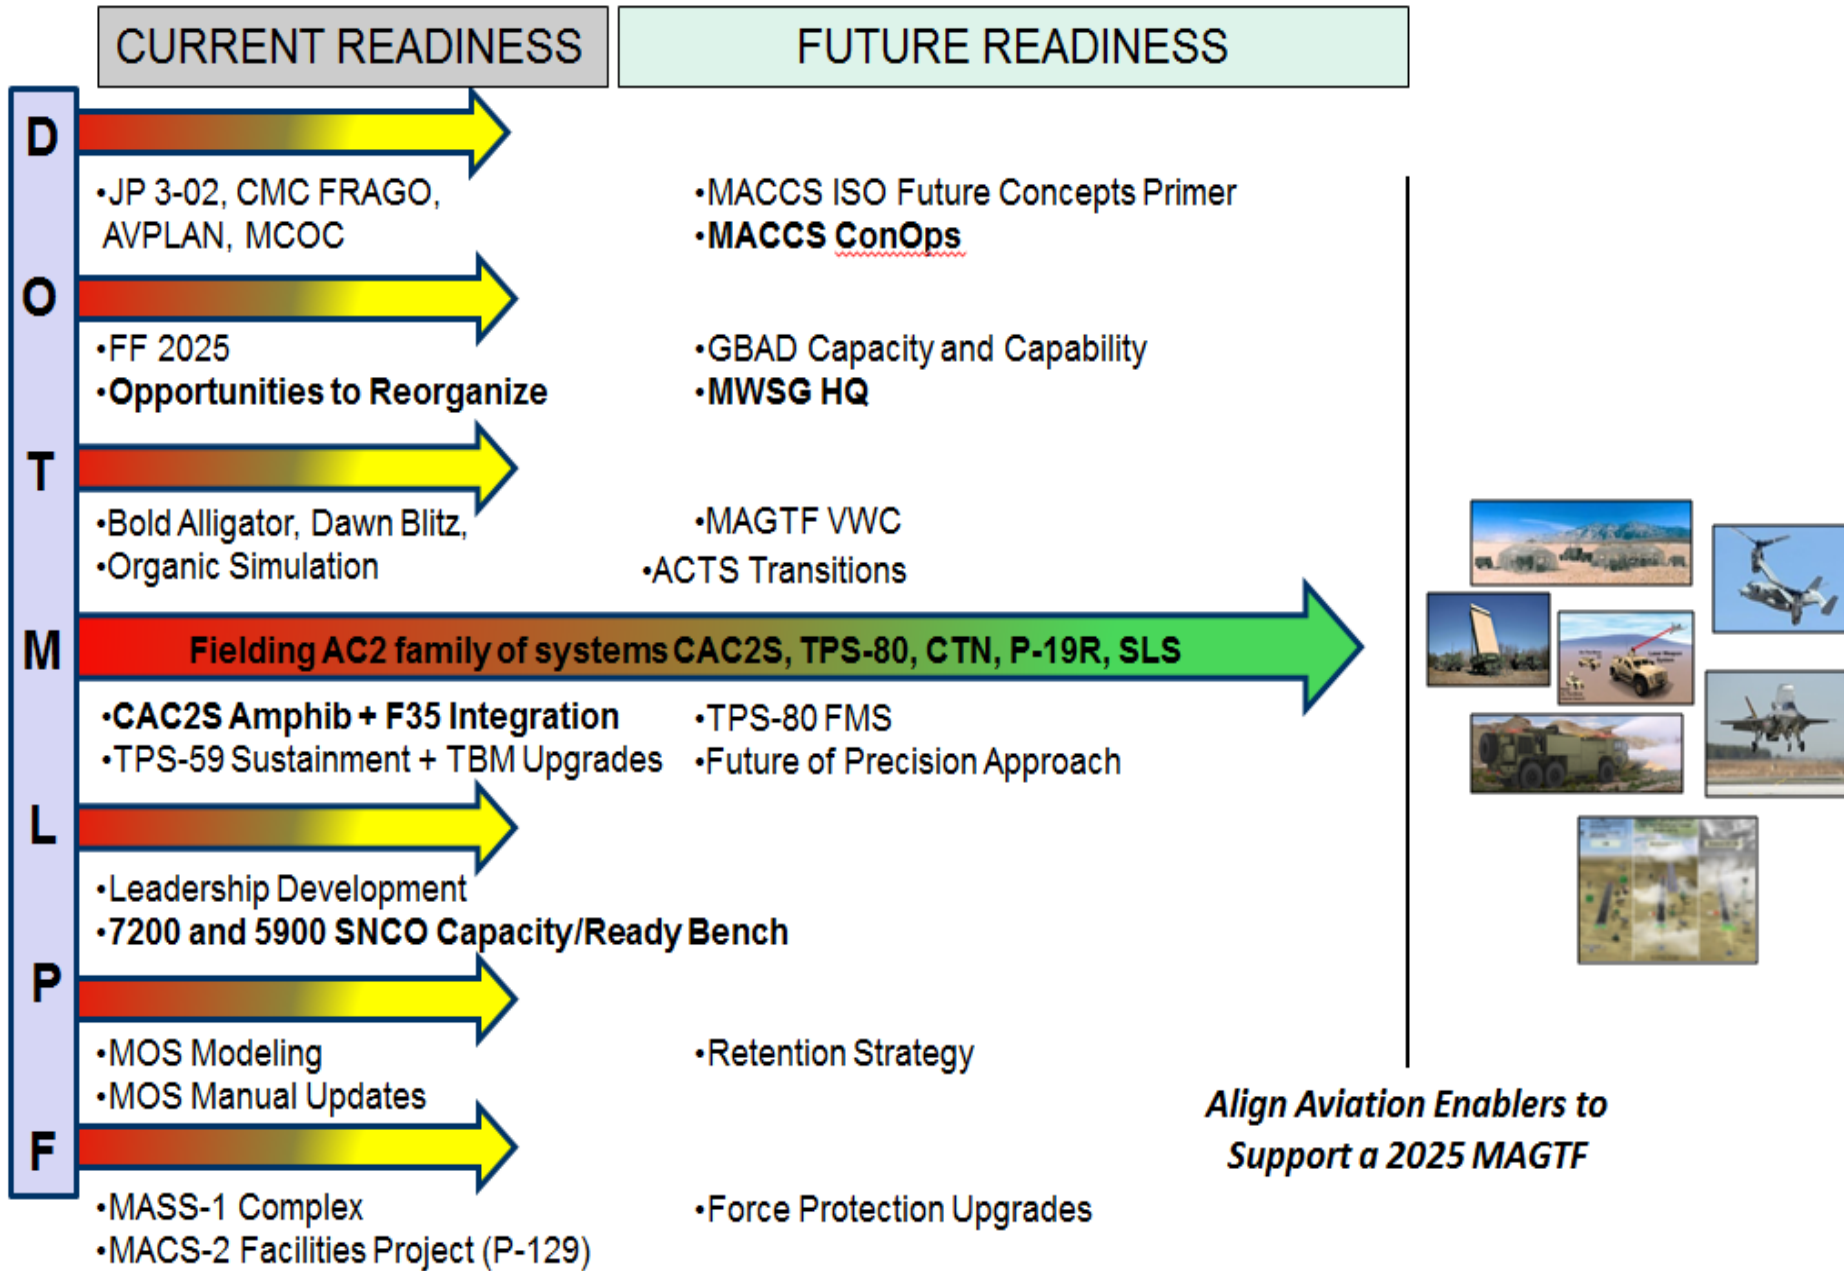 CURRENT READINESS
FUTURE READINESS
D
•JP 3-02, CMC FRAGO,
AVPLAN, MCOC
•MACCS ISO Future Concepts Primer
•MACCS ConOps
O
•FF 2025
•Opportunities to Reorganize
•GBAD Capacity and Capability
•MWSG HQ
T
•Bold Alligator, Dawn Blitz,
•Organic Simulation
•MAGTF VWC
•ACTS Transitions
M
Fielding AC2 family of systems CAC2S, TPS-80, CTN, P-19R, SLS
•CAC2S Amphib + F35 Integration
•TPS-59 Sustainment + TBM Upgrades
•TPS-80 FMS
•Future of Precision Approach
L
•Leadership Development
•7200 and 5900 SNCO Capacity/Ready Bench
P
•MOS Modeling
•MOS Manual Updates
•Retention Strategy
F
•MASS-1 Complex
•MACS-2 Facilities Project (P-129)
•Force Protection Upgrades
Align Aviation Enablers to
Support a 2025 MAGTF